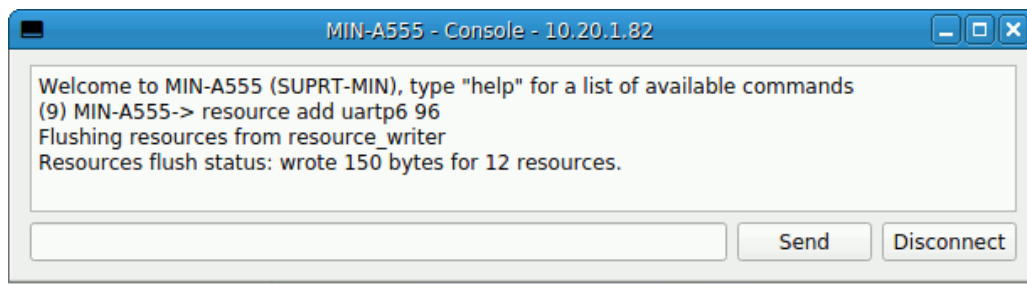 MIN-A555 - Console - 10.20.1.82
Welcome to MIN-A555 (SUPRT-MIN), type "help" for a list of available commands
(9) MIN-A555-> resource add uartp6 96
Flushing resources from resource_writer
Resources flush status: wrote 150 bytes for 12 resources.
Send Disconnect